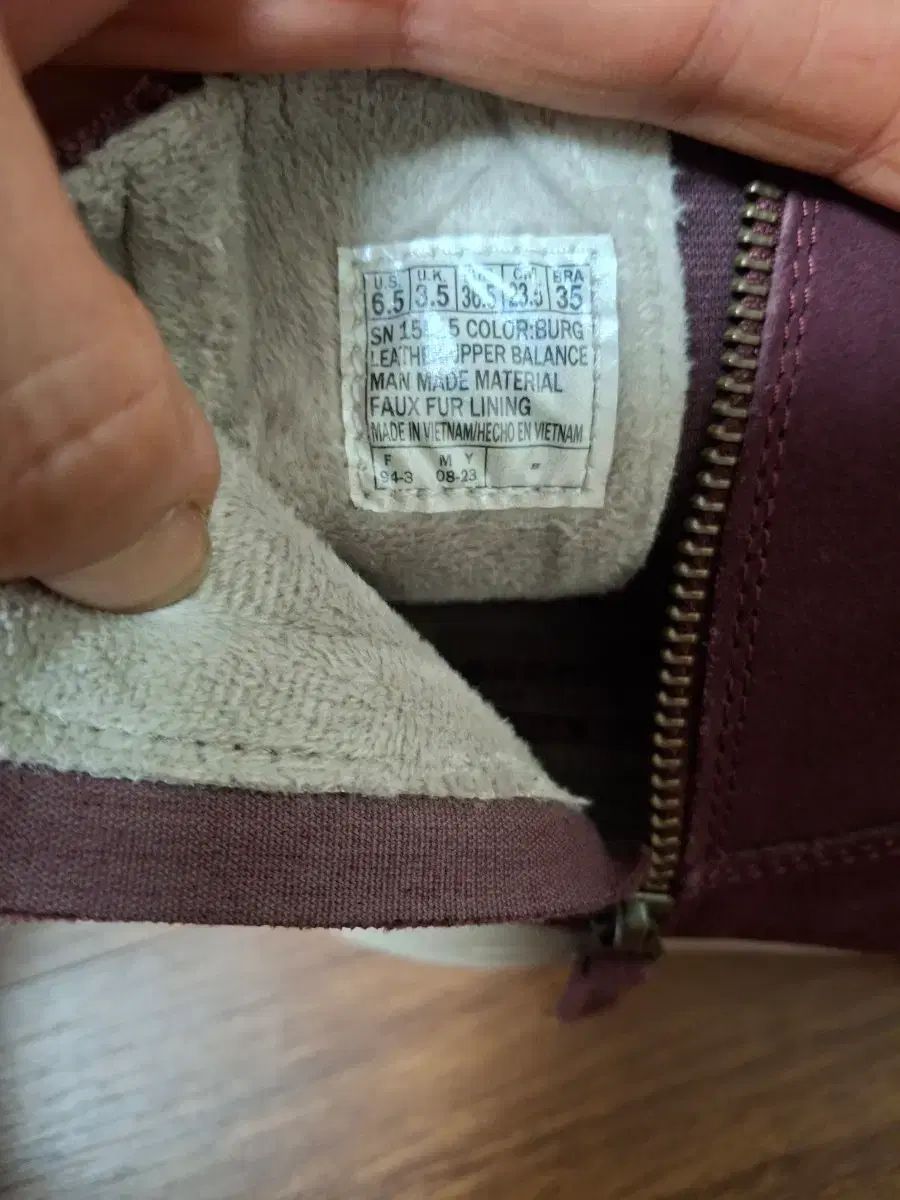 U.S. U.K. CM BRA
6.5 3.5 36.5 23.5 35
SN COLOR:BURG
LEATHER UPPER BALANCE
MAN MADE MATERIAL
FAUX FUR LINING
MADE IN VIETNAM/HECHO EN VIETNAM
F M Y
94-3 08-23